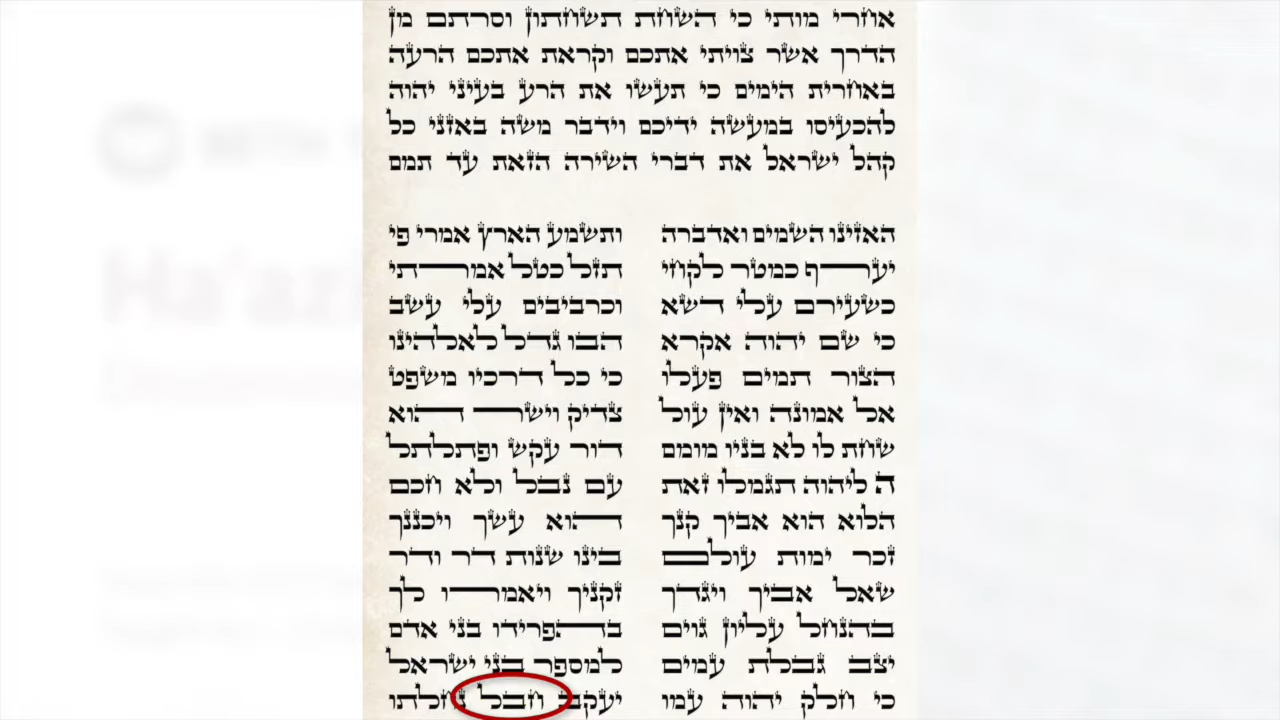 אחרי מותי כי השחת תשחתון וסרתם מן
הדרך אשר צויתי אתכם וקראת אתכם הרעה
באחרית הימים כי תעשו את הרע בעיני יהוה
להכעיסו במעשה ידיכם וידבר משה באזני כל
קהל ישראל את דברי השירה הזאת עד תמם
האזינו השמים ואדברה ותשמע הארץ אמרי פי
יערף כמטר לקחי תזל כטל אמרתי
כשעירם עלי דשא וכרביבים עלי עשב
כי שם יהוה אקרא הבו גדל לאלהינו
הצור תמים פעלו כי כל דרכיו משפט
אל אמונה ואין עול צדיק וישר הוא
שחת לו לא בניו מומם דור עקש ופתלתל
ה ליהוה תגמלו זאת עם נבל ולא חכם
הלוא הוא אביך קנך הוא עשך ויכננך
זכר ימות עולם בינו שנות דר ודר
שאל אביך ויגדך זקניך ויאמרו לך
בהנחל עליון גוים בהפרידו בני אדם
יצב גבלת עמים למספר בני ישראל
כי חלק יהוה עמו יעקב חבל נחלתו